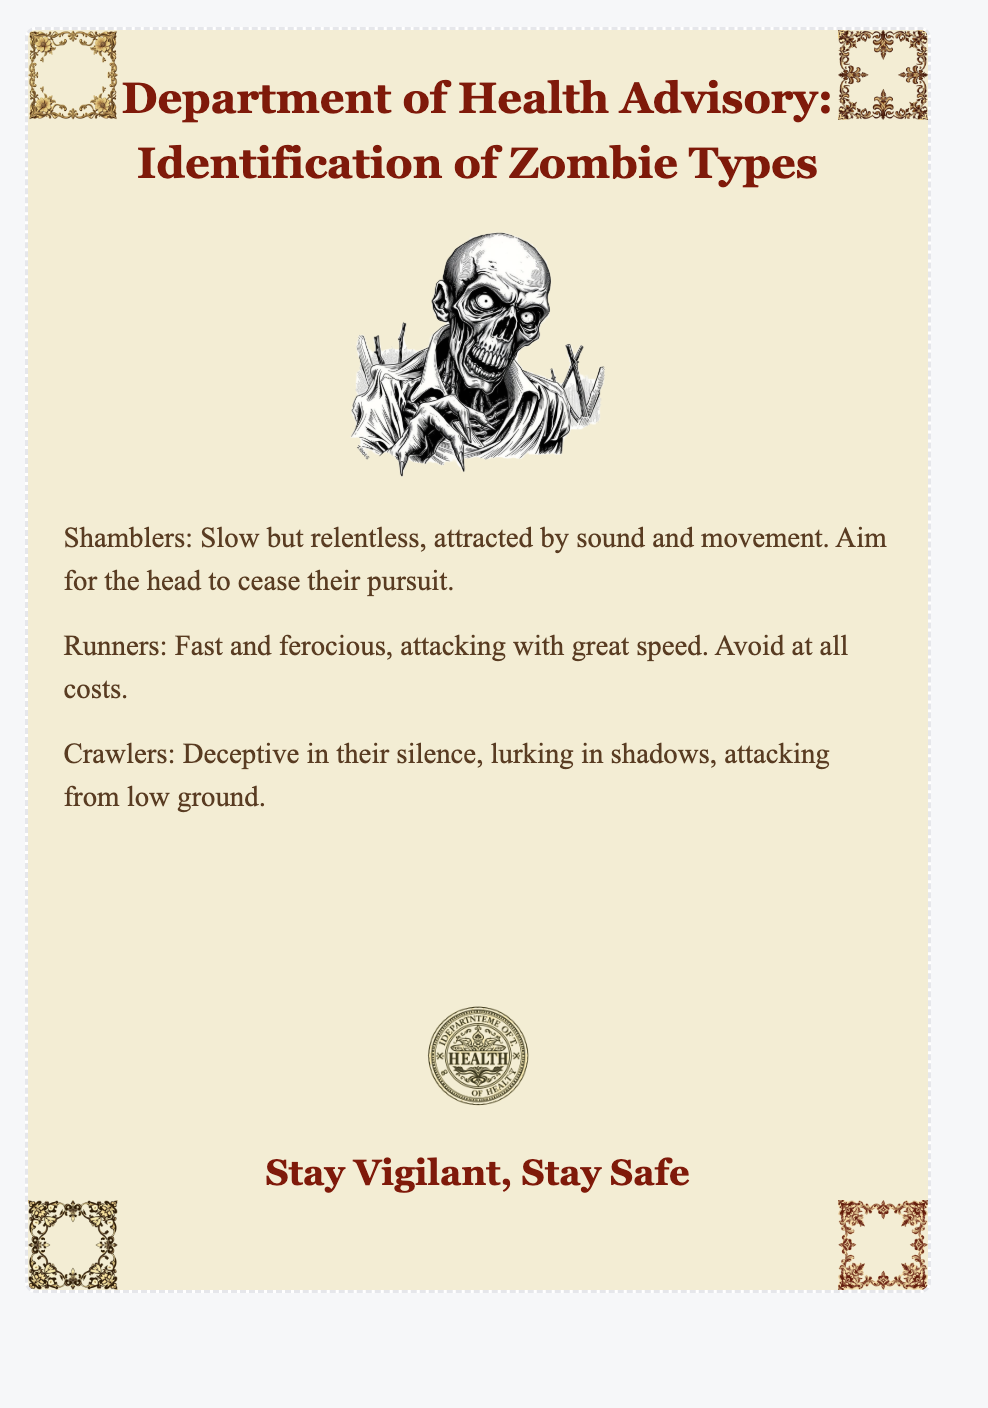 Department of Health Advisory:
Identification of Zombie Types
Shamblers: Slow but relentless, attracted by sound and movement. Aim
for the head to cease their pursuit.
Runners: Fast and ferocious, attacking with great speed. Avoid at all
costs.
Crawlers: Deceptive in their silence, lurking in shadows, attacking
from low ground.
IDEPARTNTEME OF T.
HEALTH
8 OF HEALTY
Stay Vigilant, Stay Safe